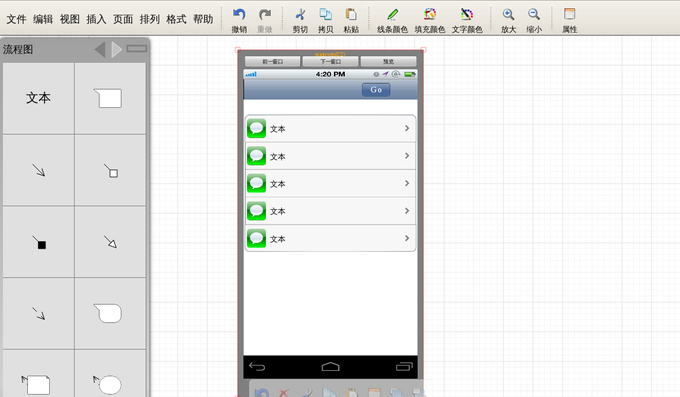 文件 编辑 视图 插入 页面 排列 格式 帮助
撤销 重做 剪切 拷贝 粘贴 线条颜色 填充颜色 文字颜色 放大 缩小 属性
流程图
文本
前一窗口 下一窗口 预览
4:20 PM
Go
文本
文本
文本
文本
文本